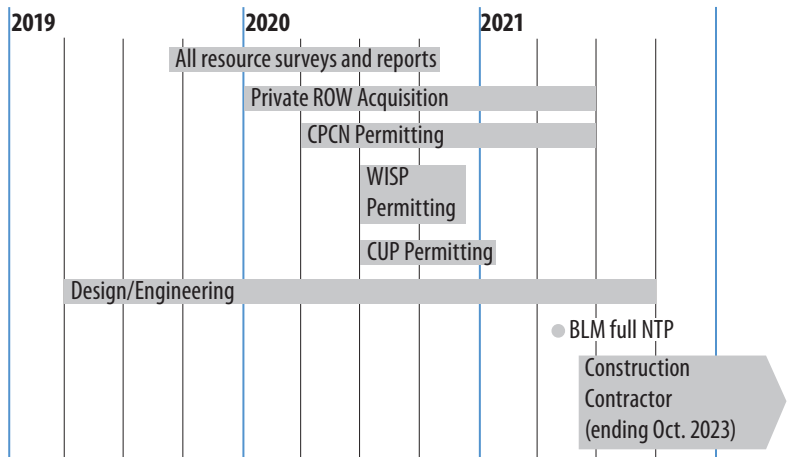 2019 2020 2021
All resource surveys and reports
Private ROW Acquisition
CPCN Permitting
WISP
Permitting
CUP Permitting
Design/Engineering
BLM full NTP
Construction
Contractor
(ending Oct. 2023)